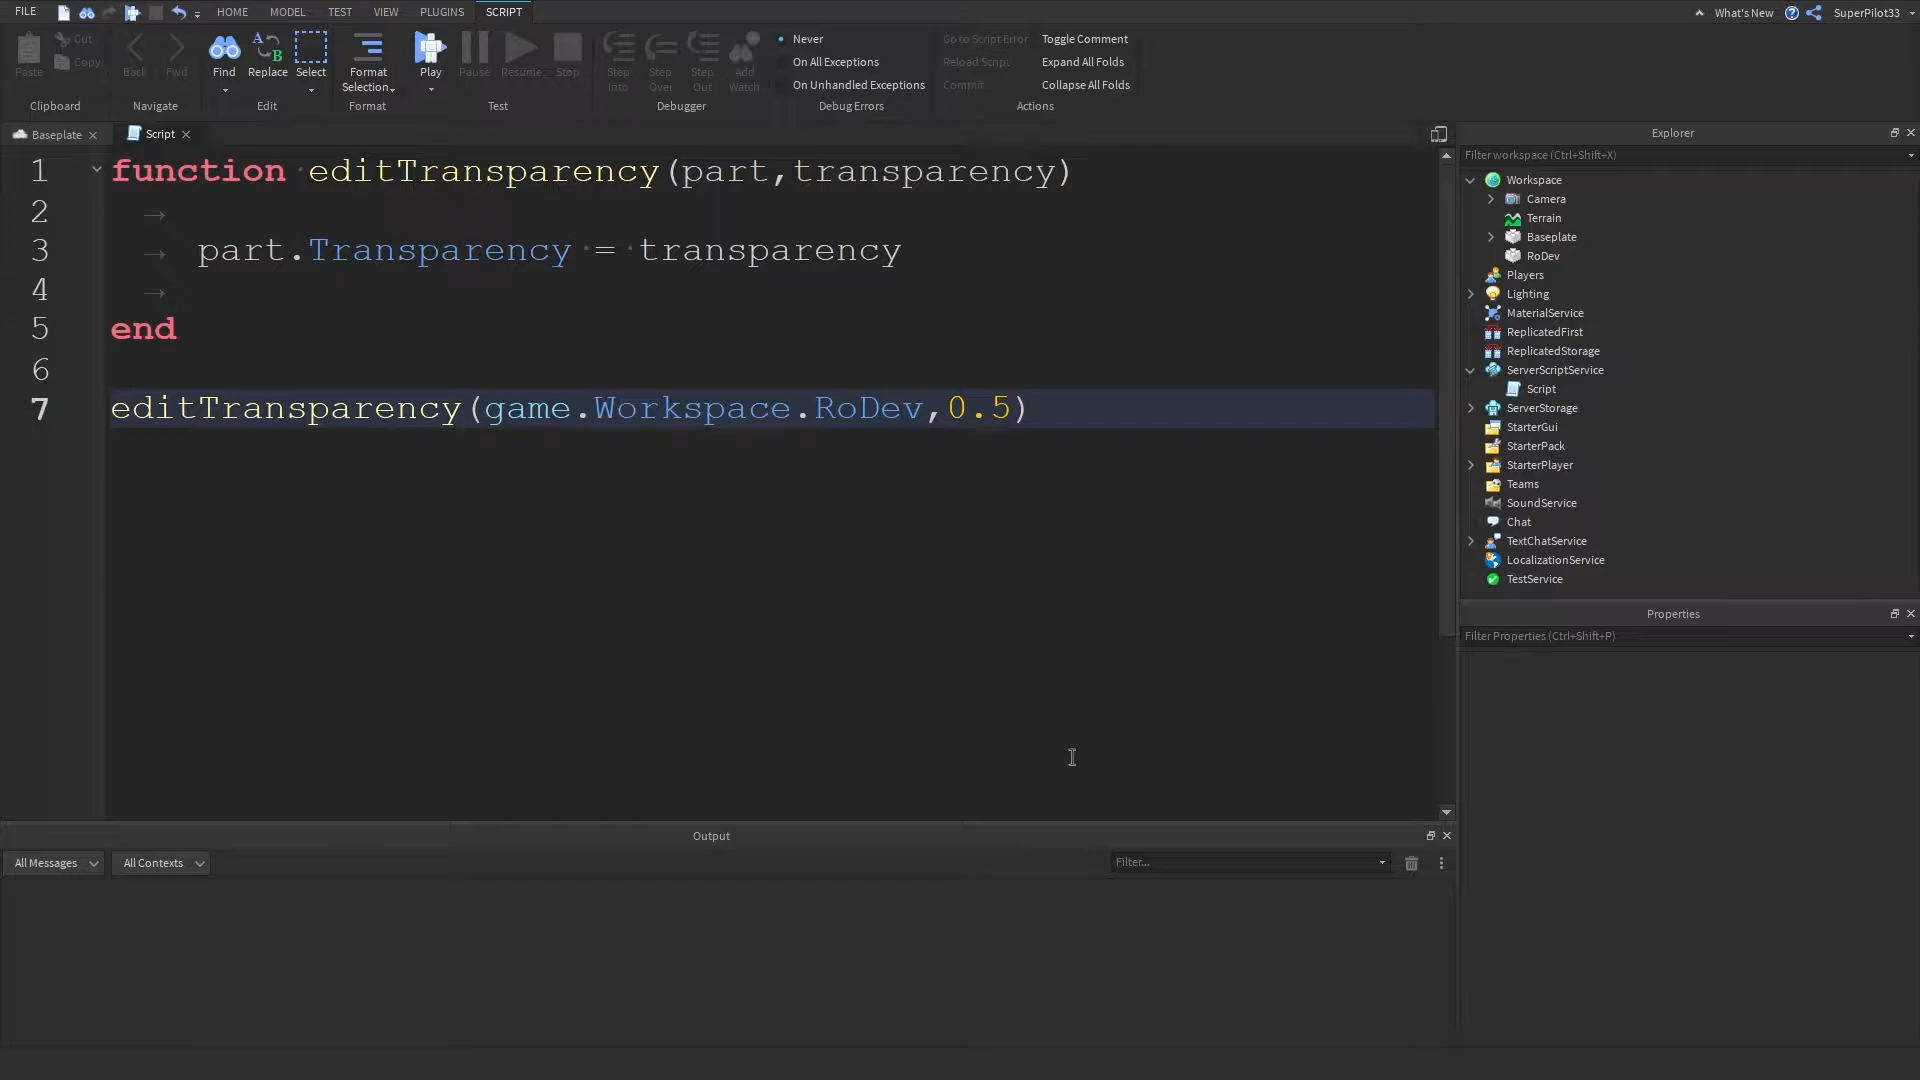 FILE HOME MODEL TEST VIEW PLUGINS SCRIPT What's New SuperPilot33
Paste Cut Copy Clipboard
Back Fwd Navigate
Find Replace Select Edit
Format Selection Format
Play Pause Resume Stop Test
Step Into Step Over Step Out Add Watch Debugger
Never
On All Exceptions
On Unhandled Exceptions
Debug Errors
Go to Script Error Toggle Comment
Reload Script Expand All Folds
Commit Collapse All Folds
Actions
Baseplate Script
1 function editTransparency(part,transparency)
2
3 part.Transparency = transparency
4
5 end
6
7 editTransparency(game.Workspace.RoDev,0.5)
Output
All Messages All Contexts Filter...
Explorer
Filter workspace (Ctrl+Shift+X)
Workspace
Camera
Terrain
Baseplate
RoDev
Players
Lighting
MaterialService
ReplicatedFirst
ReplicatedStorage
ServerScriptService
Script
ServerStorage
StarterGui
StarterPack
StarterPlayer
Teams
SoundService
Chat
TextChatService
LocalizationService
TestService
Properties
Filter Properties (Ctrl+Shift+P)